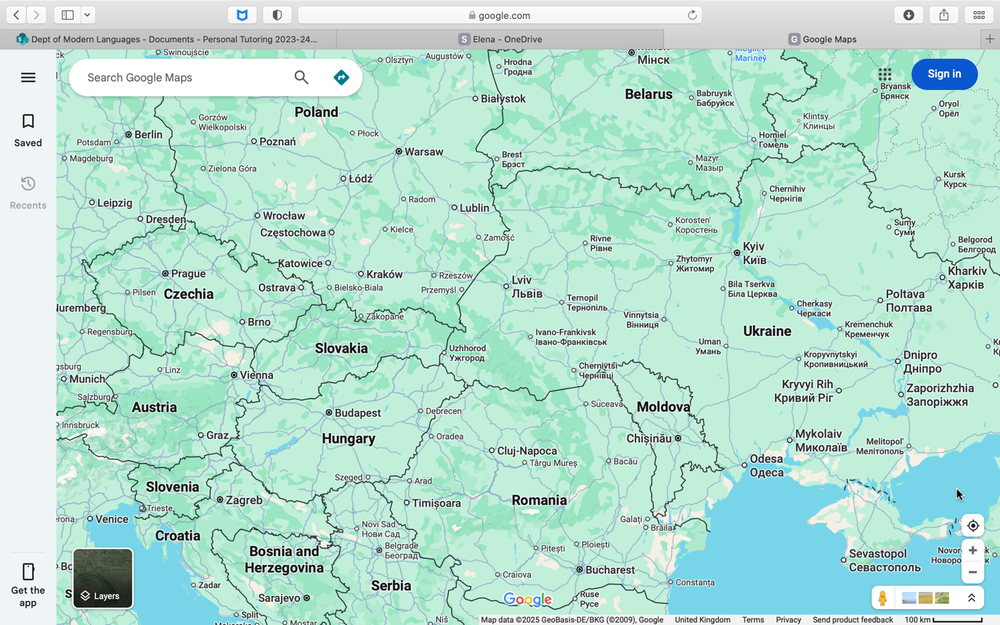 google.com
Dept of Modern Languages - Documents - Personal Tutoring 2023-24...
S Elena - OneDrive
G Google Maps
Search Google Maps
Sign in
Saved
Recents
Get the
app
Layers
Świnoujście
Olsztyn
Augustów
Hrodna
Гродна
Мінск
Mogilev
Магілёў
Bryansk
Брянск
Oryol
Орёл
Poland
Białystok
Belarus
Babruysk
Бабруйск
Klintsy
Клинцы
Gorzów
Wielkopolski
Potsdam
Berlin
Poznań
Płock
Warsaw
Homieĺ
Гомель
Magdeburg
Zielona Góra
Brest
Брэст
Mazyr
Мазыр
Łódź
Kursk
Курск
Leipzig
Radom
Lublin
Chernihiv
Чернігів
Dresden
Wrocław
Częstochowa
Kielce
Zamość
Korosten'
Коростень
Sumy
Суми
Rivne
Рівне
Kyiv
Київ
Belgorod
Белгород
Katowice
Zhytomyr
Житомир
Prague
Kraków
Rzeszów
Lviv
Львів
Kharkiv
Харків
Pilsen
Czechia
Ostrava
Bielsko-Biala
Przemyśl
Bila Tserkva
Біла Церква
Poltava
Полтава
Ternopil
Тернопіль
Cherkasy
Черкаси
Nuremberg
Brno
Zakopane
Vinnytsia
Вінниця
Kremenchuk
Кременчук
Regensburg
Ivano-Frankivsk
Івано-Франківськ
Ukraine
Slovakia
Uzhhorod
Ужгород
Uman
Умань
Kropyvnytskyi
Кропивницький
Dnipro
Дніпро
Linz
Munich
Vienna
Chernivtsi
Чернівці
Kryvyi Rih
Кривий Ріг
Zaporizhzhia
Запоріжжя
Salzburg
Austria
Budapest
Debrecen
Suceava
Moldova
Innsbruck
Graz
Hungary
Oradea
Chișinău
Mykolaiv
Миколаїв
Melitopol'
Мелітополь
Cluj-Napoca
Târgu Mureș
Bacău
Odesa
Одеса
Szeged
Arad
Slovenia
Zagreb
Timișoara
Romania
Trieste
Venice
Galați
Brăila
Croatia
Novi Sad
Нови Сад
Bosnia and
Herzegovina
Belgrade
Београд
Pitești
Ploiești
Sevastopol
Севастополь
Bucharest
Craiova
Constanța
Zadar
Serbia
Sarajevo
Ruse
Русе
Split
Mostar
Niš
Google
Map data ©2025 GeoBasis-DE/BKG (©2009), Google
United Kingdom
Terms
Privacy
Send product feedback
100 km